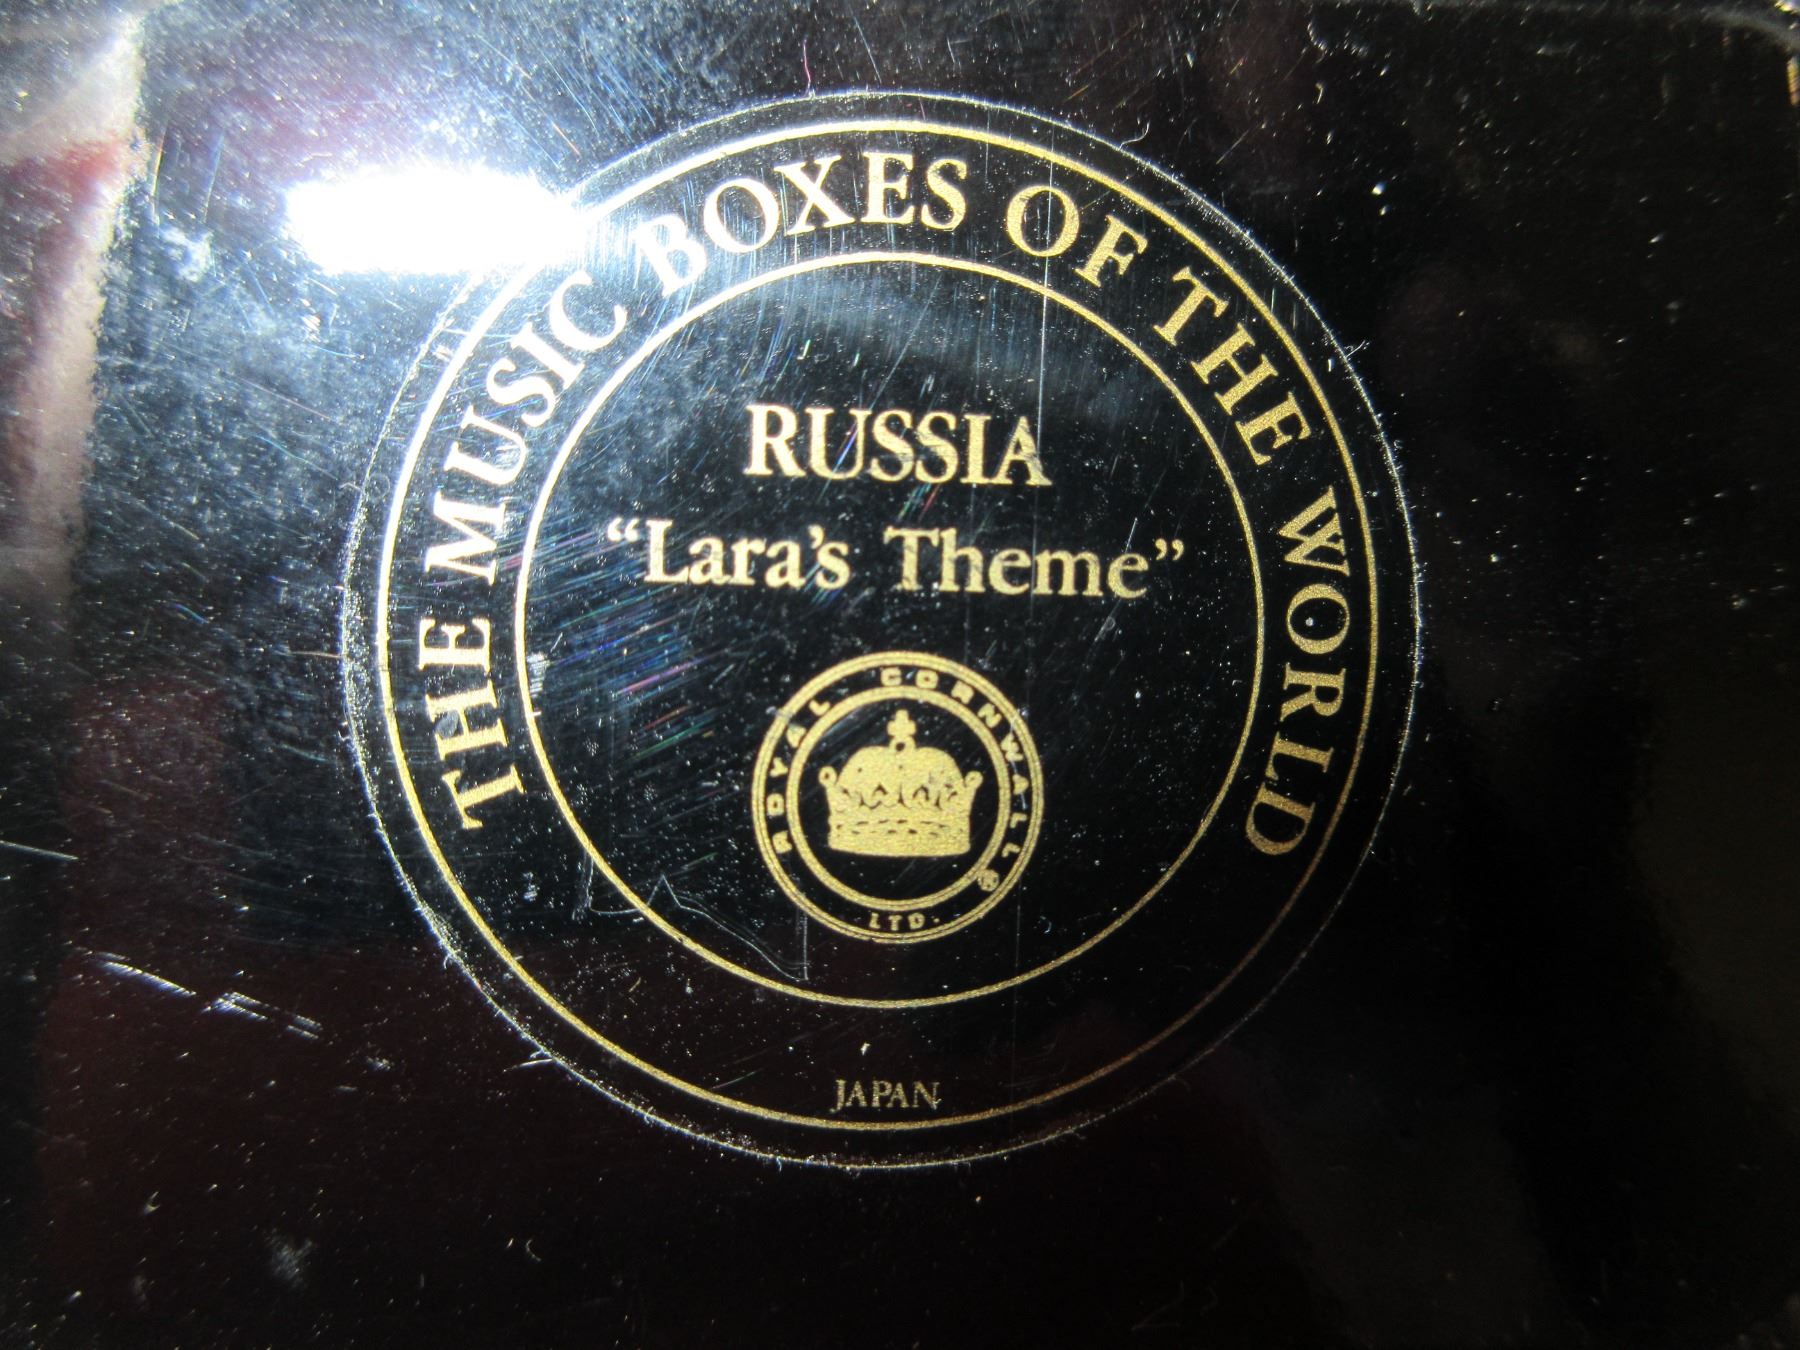 THE MUSIC BOXES OF THE WORLD
RUSSIA
“Lara's Theme”
ROYAL CORNWALL®
LTD.
JAPAN